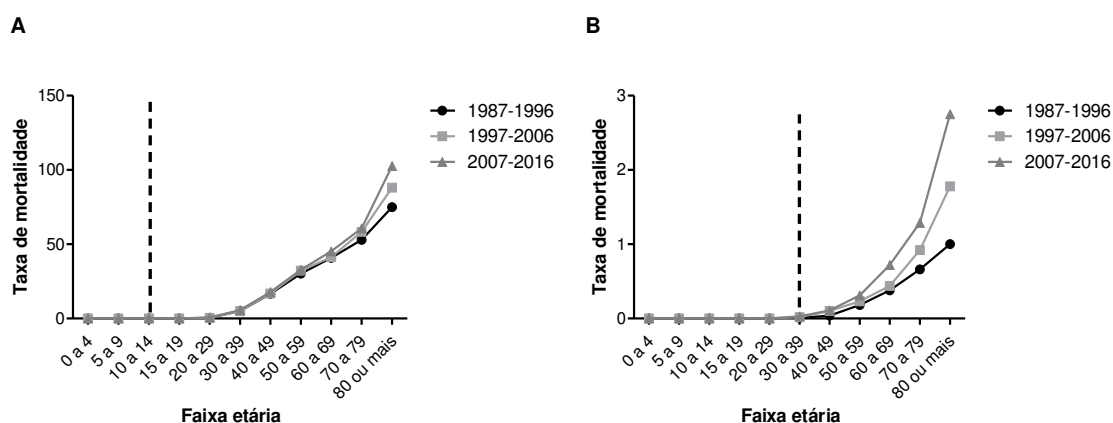 A
Taxa de mortalidade
150
100
50
0
0 a 4
5 a 9
10 a 14
15 a 19
20 a 29
30 a 39
40 a 49
50 a 59
60 a 69
70 a 79
80 ou mais
Faixa etária
1987-1996
1997-2006
2007-2016
B
Taxa de mortalidade
3
2
1
0
0 a 4
5 a 9
10 a 14
15 a 19
20 a 29
30 a 39
40 a 49
50 a 59
60 a 69
70 a 79
80 ou mais
Faixa etária
1987-1996
1997-2006
2007-2016